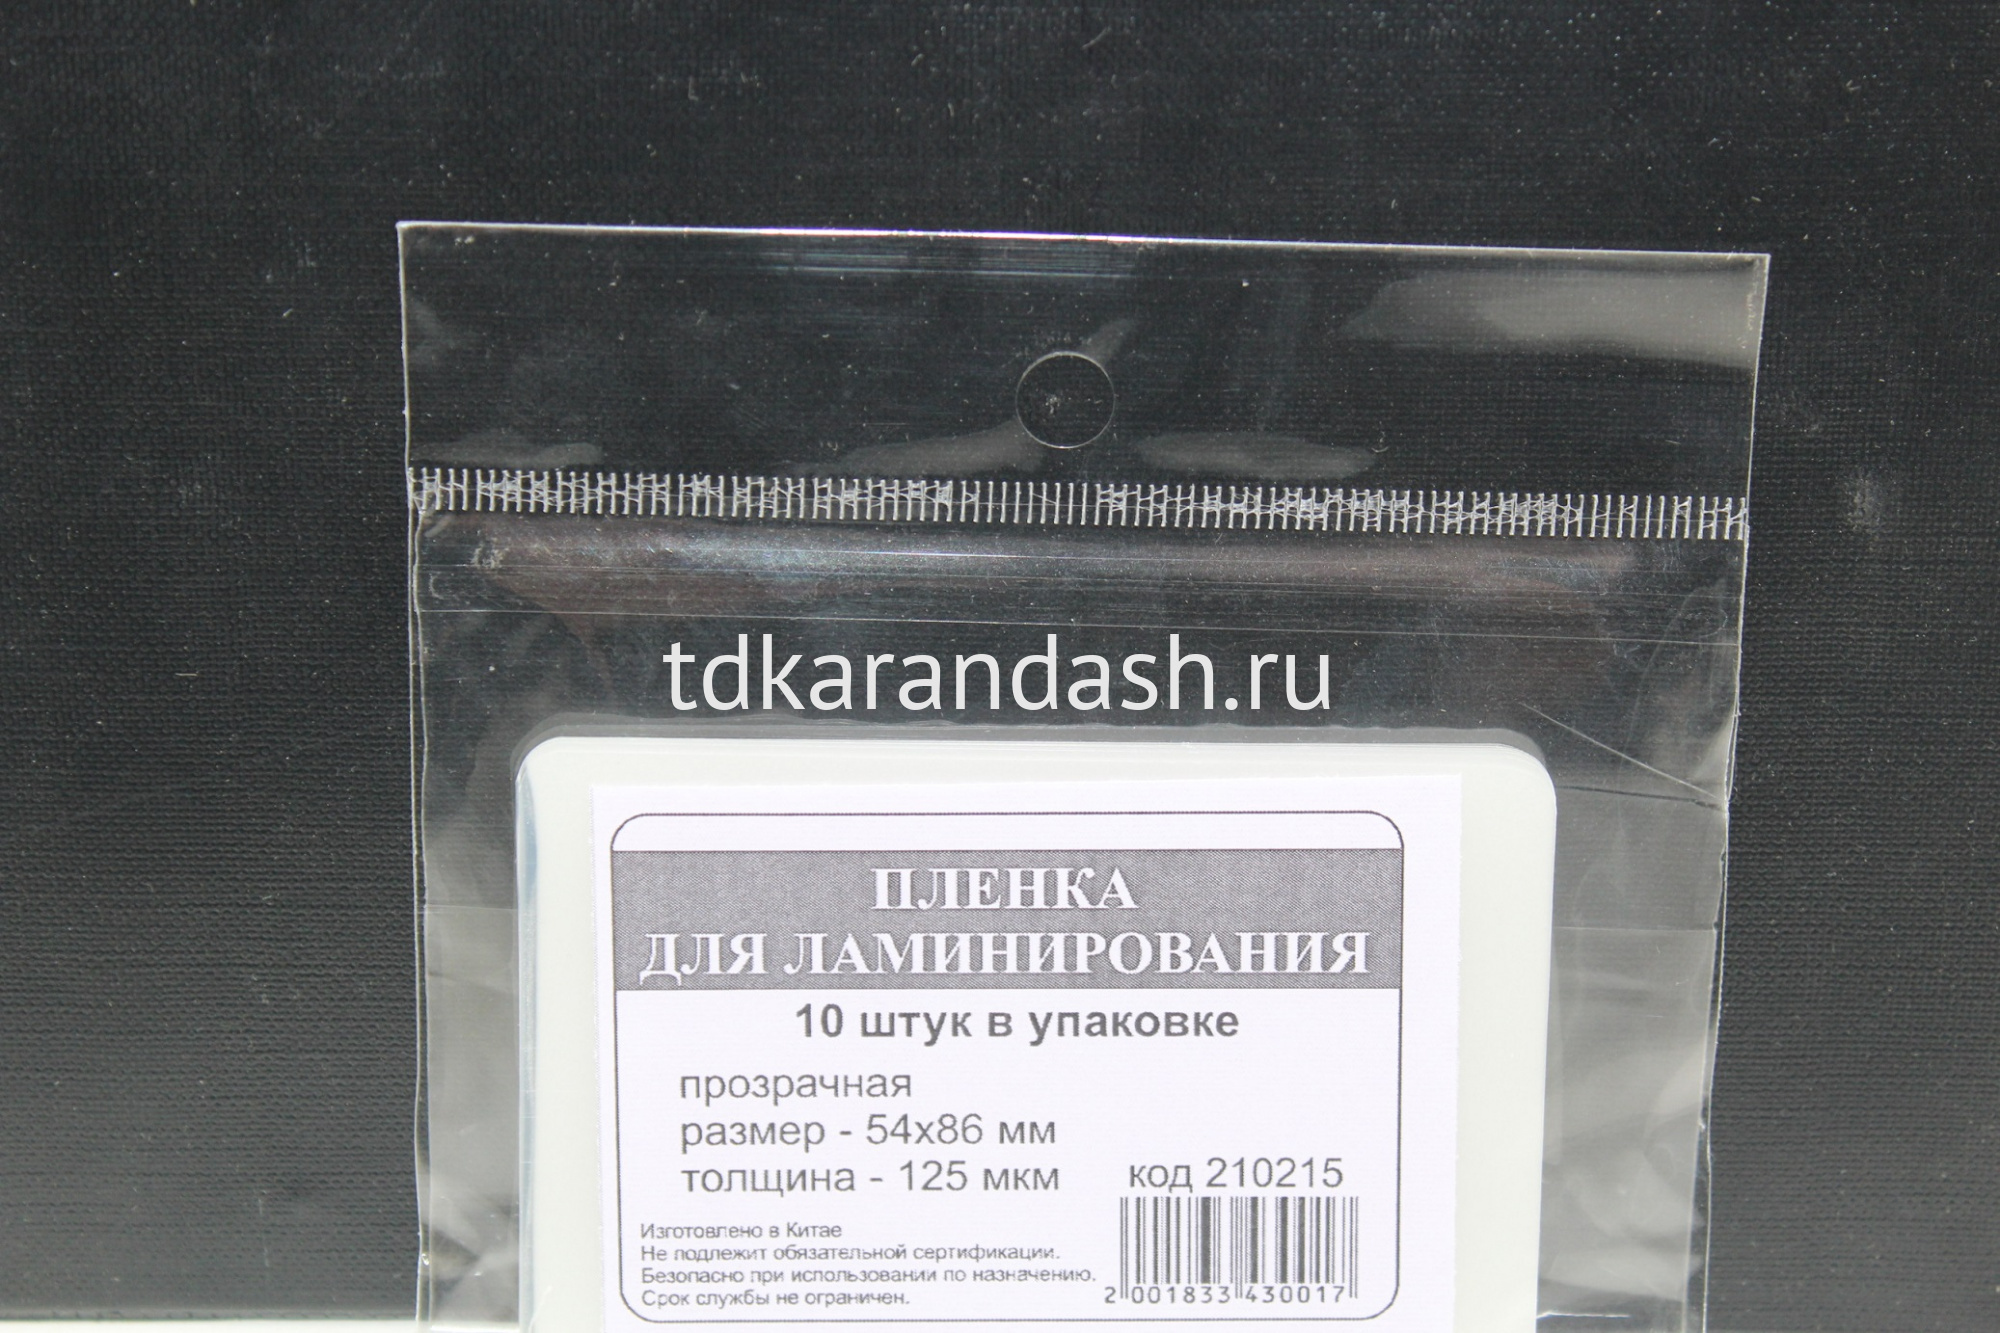 tdkarandash.ru
ПЛЕНКА
ДЛЯ ЛАМИНИРОВАНИЯ
10 штук в упаковке
прозрачная
размер - 54х86 мм
толщина - 125 мкм
код 210215
Изготовлено в Китае
Не подлежит обязательной сертификации.
Безопасно при использовании по назначению.
Срок службы не ограничен.
2 001833 430017